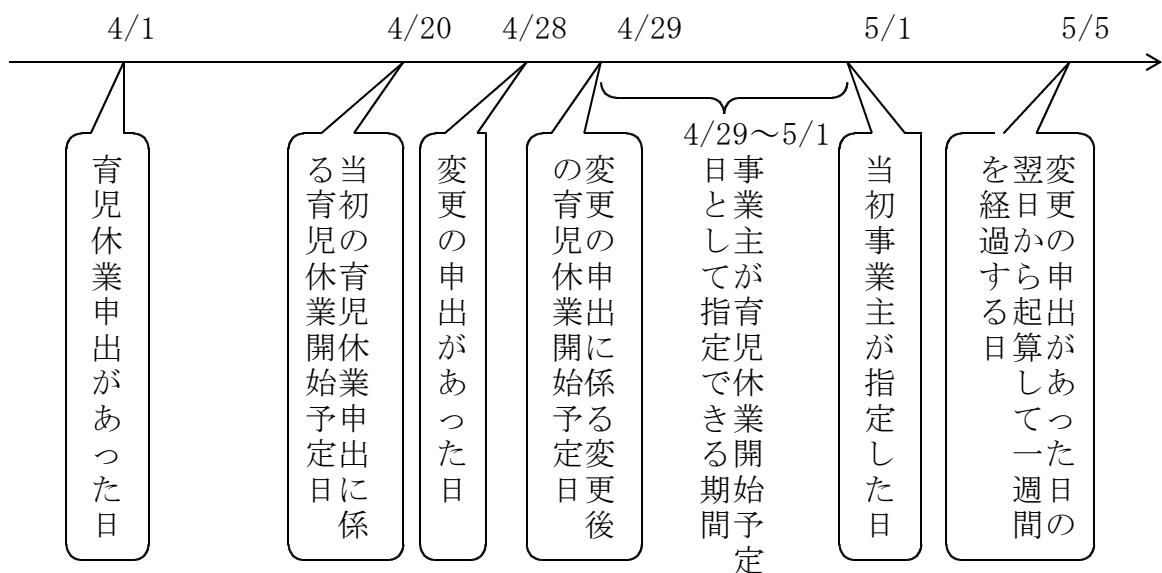 4/1
4/20
4/28
4/29
5/1
5/5
育児休業申出があった日
当初の育児休業申出に係
る育児休業開始予定日
変更の申出があった日
変更の申出に係る変更後
の育児休業開始予定日
4/29～5/1
事業主が育児休業開始予定
日として指定できる期間
当初事業主が指定した日
変更の申出があった日の
翌日から起算して一週間
を経過する日